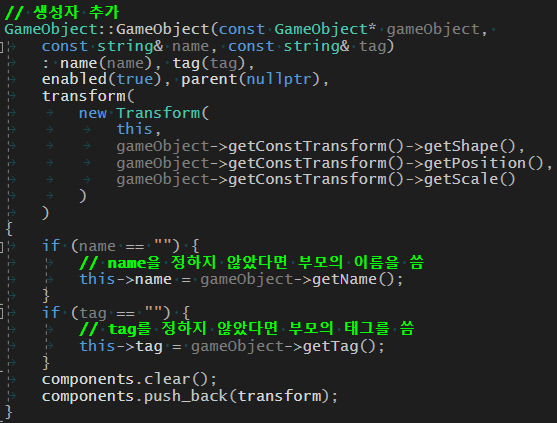 // 생성자 추가
GameObject::GameObject(const GameObject* gameObject,
const string& name, const string& tag)
: name(name), tag(tag),
enabled(true), parent(nullptr),
transform(
new Transform(
this,
gameObject->getConstTransform()->getShape(),
gameObject->getConstTransform()->getPosition(),
gameObject->getConstTransform()->getScale()
)
)
{
if (name == "") {
// name을 정하지 않았다면 부모의 이름을 씀
this->name = gameObject->getName();
}
if (tag == "") {
// tag를 정하지 않았다면 부모의 태그를 씀
this->tag = gameObject->getTag();
}
components.clear();
components.push_back(transform);
}